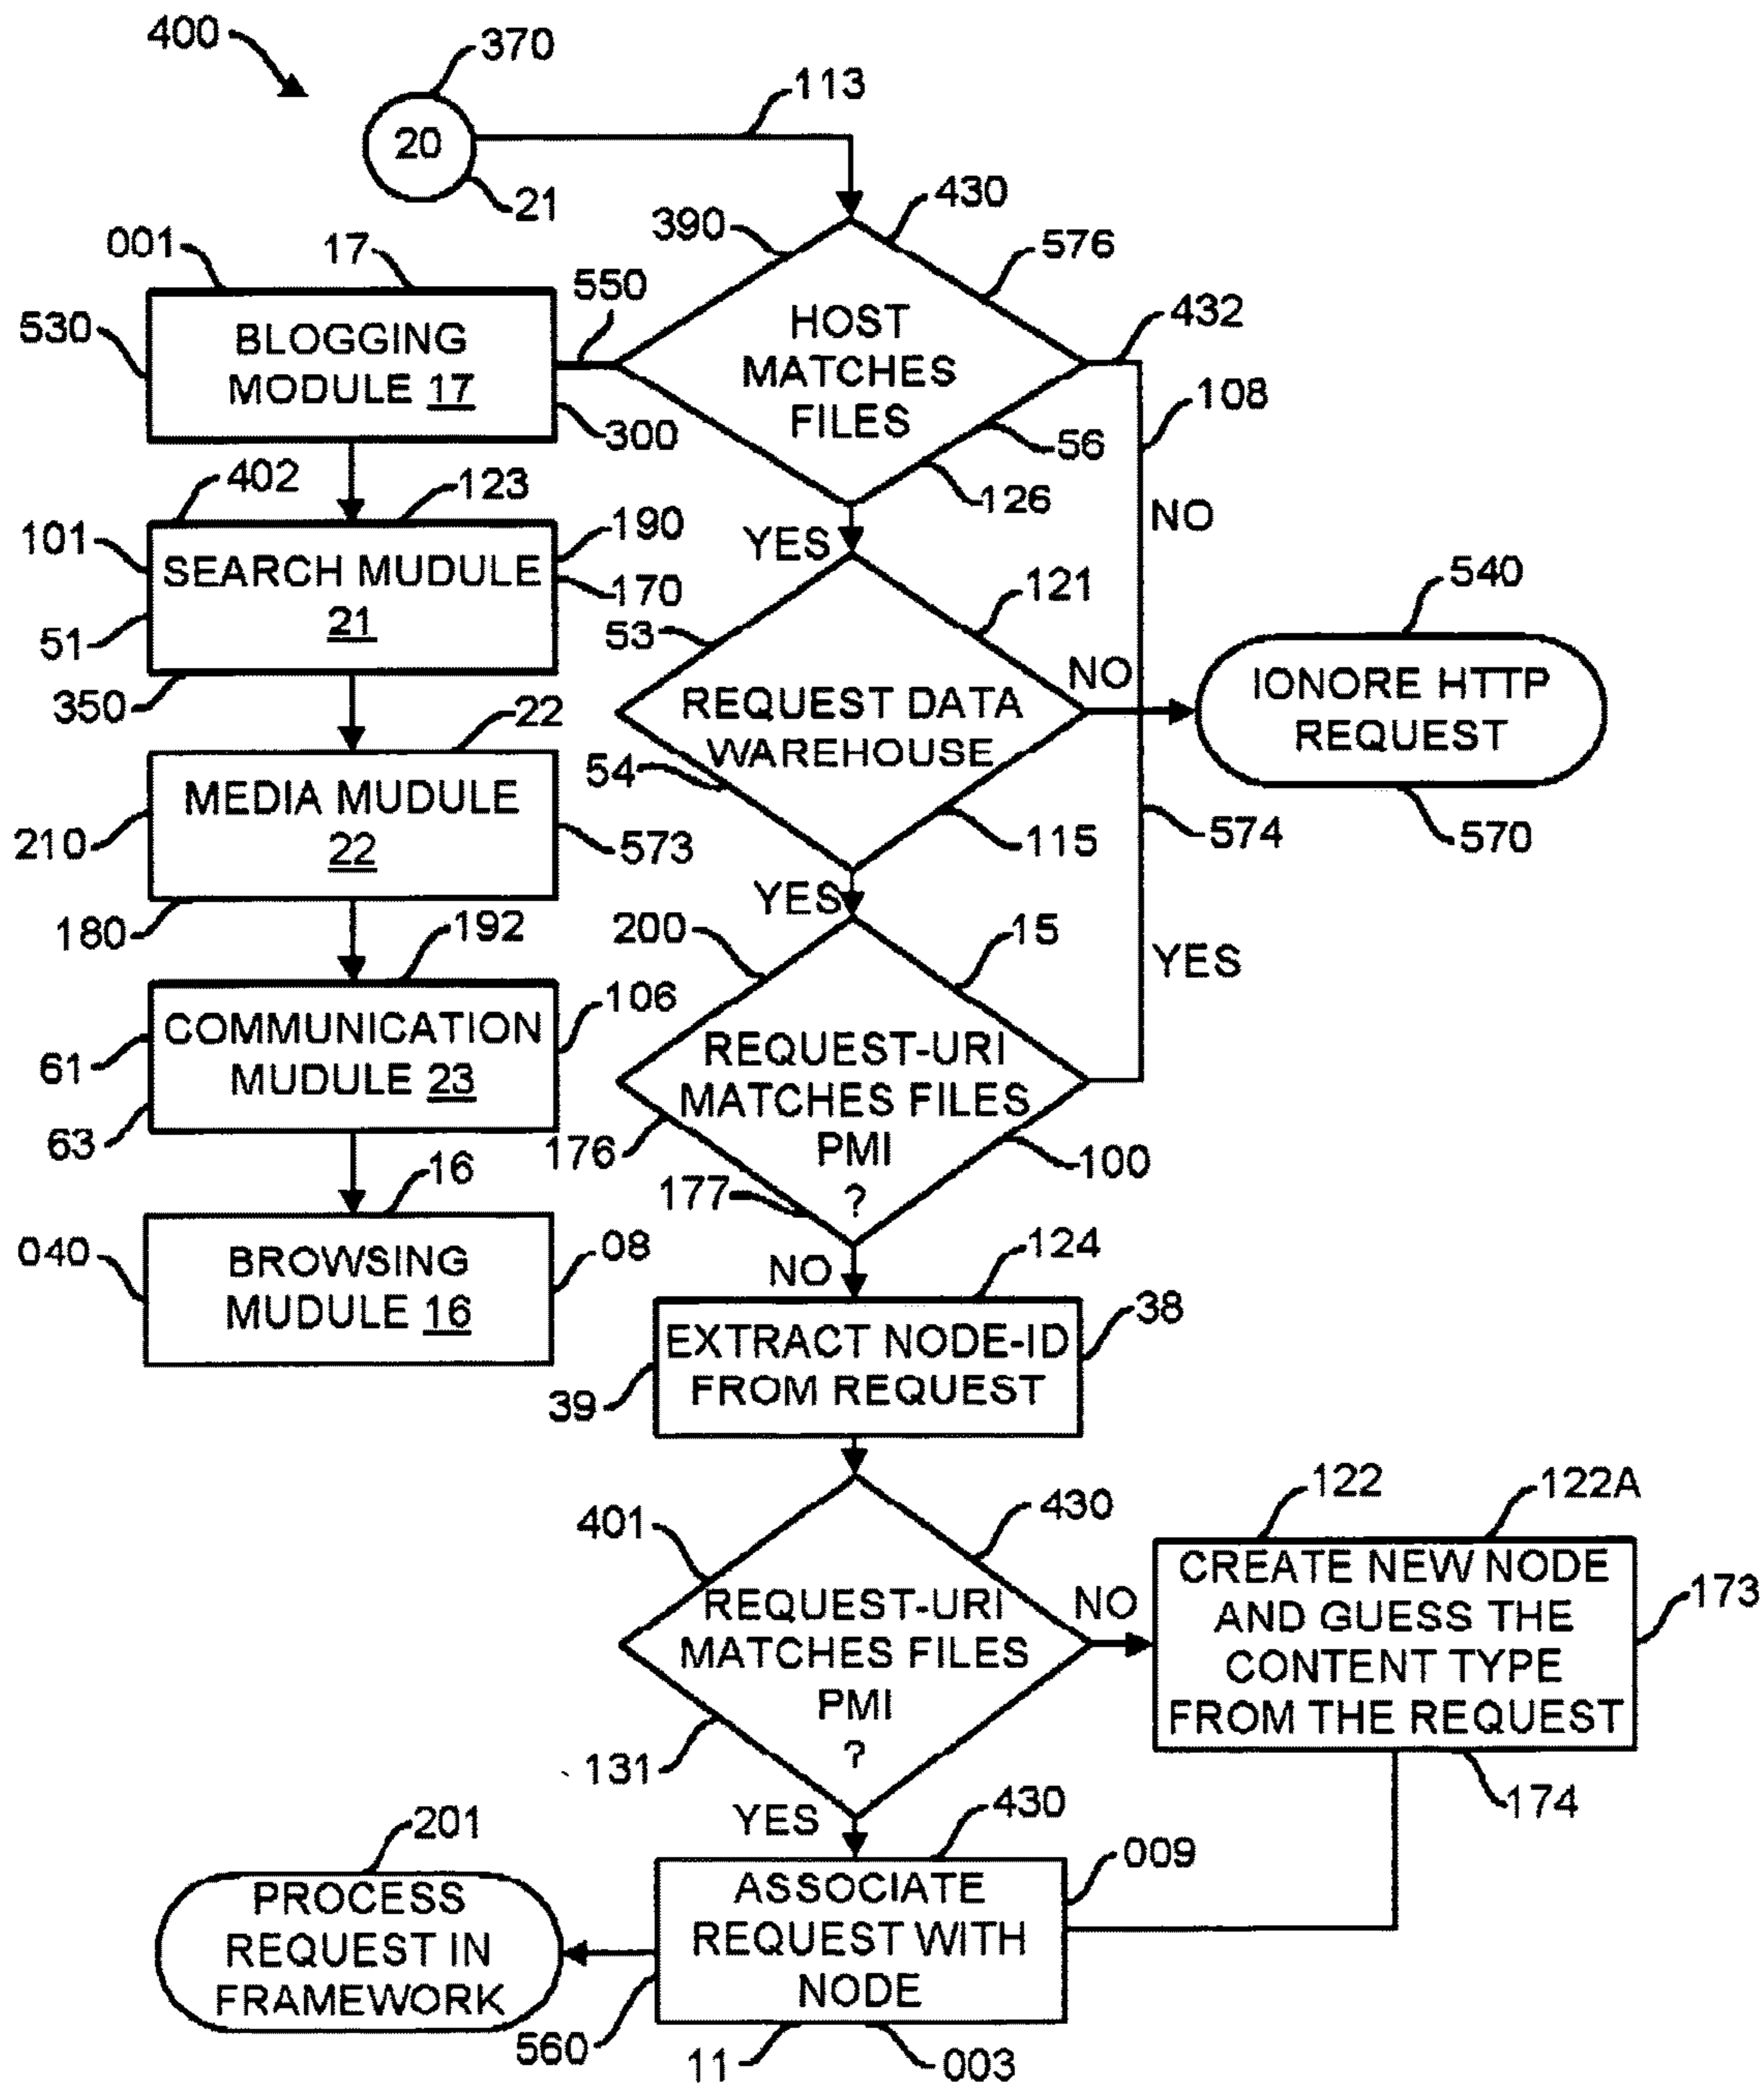 400
370
20
21
113
390
430
576
001
17
550
530
BLOGGING
MODULE 17
300
HOST
MATCHES
FILES
432
108
56
126
NO
YES
402
123
101
190
SEARCH MUDULE
170
21
51
350
53
121
REQUEST DATA
WAREHOUSE
54
115
NO
540
IONORE HTTP
REQUEST
570
574
22
MEDIA MUDULE
22
210
573
180
YES
200
15
YES
192
COMMUNICATION
MUDULE 23
106
61
63
REQUEST-URI
MATCHES FILES
PMI
?
176
177
100
16
040
BROWSING
MUDULE 16
08
NO
124
EXTRACT NODE-ID
FROM REQUEST
38
39
401
430
REQUEST-URI
MATCHES FILES
PMI
?
131
NO
122
122A
CREATE NEW NODE
AND GUESS THE
CONTENT TYPE
FROM THE REQUEST
173
174
YES
430
009
ASSOCIATE
REQUEST WITH
NODE
201
PROCESS
REQUEST IN
FRAMEWORK
560
11
003